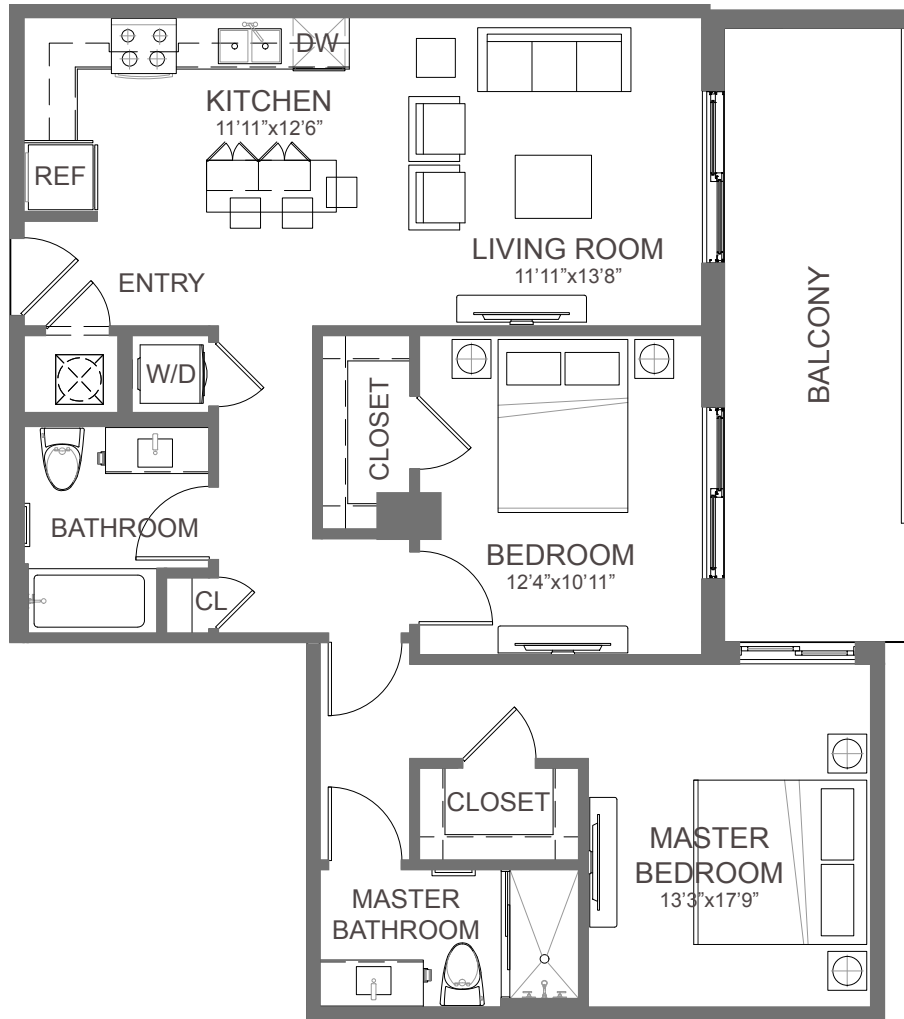 DW
KITCHEN
11'11"x12'6"
REF
LIVING ROOM
11'11"x13'8"
ENTRY
BALCONY
W/D
CLOSET
BATHROOM
BEDROOM
12'4"x10'11"
CL
CLOSET
MASTER
BEDROOM
13'3"x17'9"
MASTER
BATHROOM